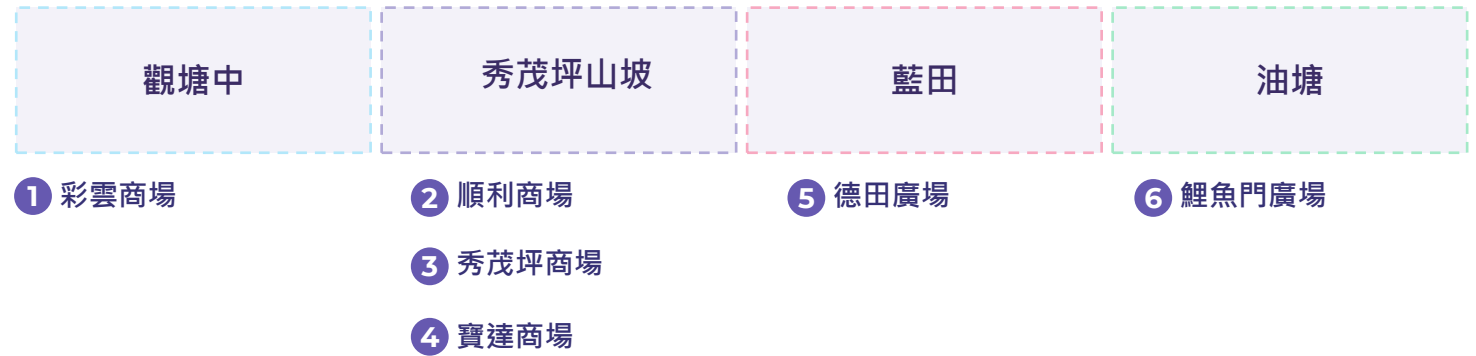 觀塘中
秀茂坪山坡
藍田
油塘
1 彩雲商場
2 順利商場
5 德田廣場
6 鯉魚門廣場
3 秀茂坪商場
4 寶達商場